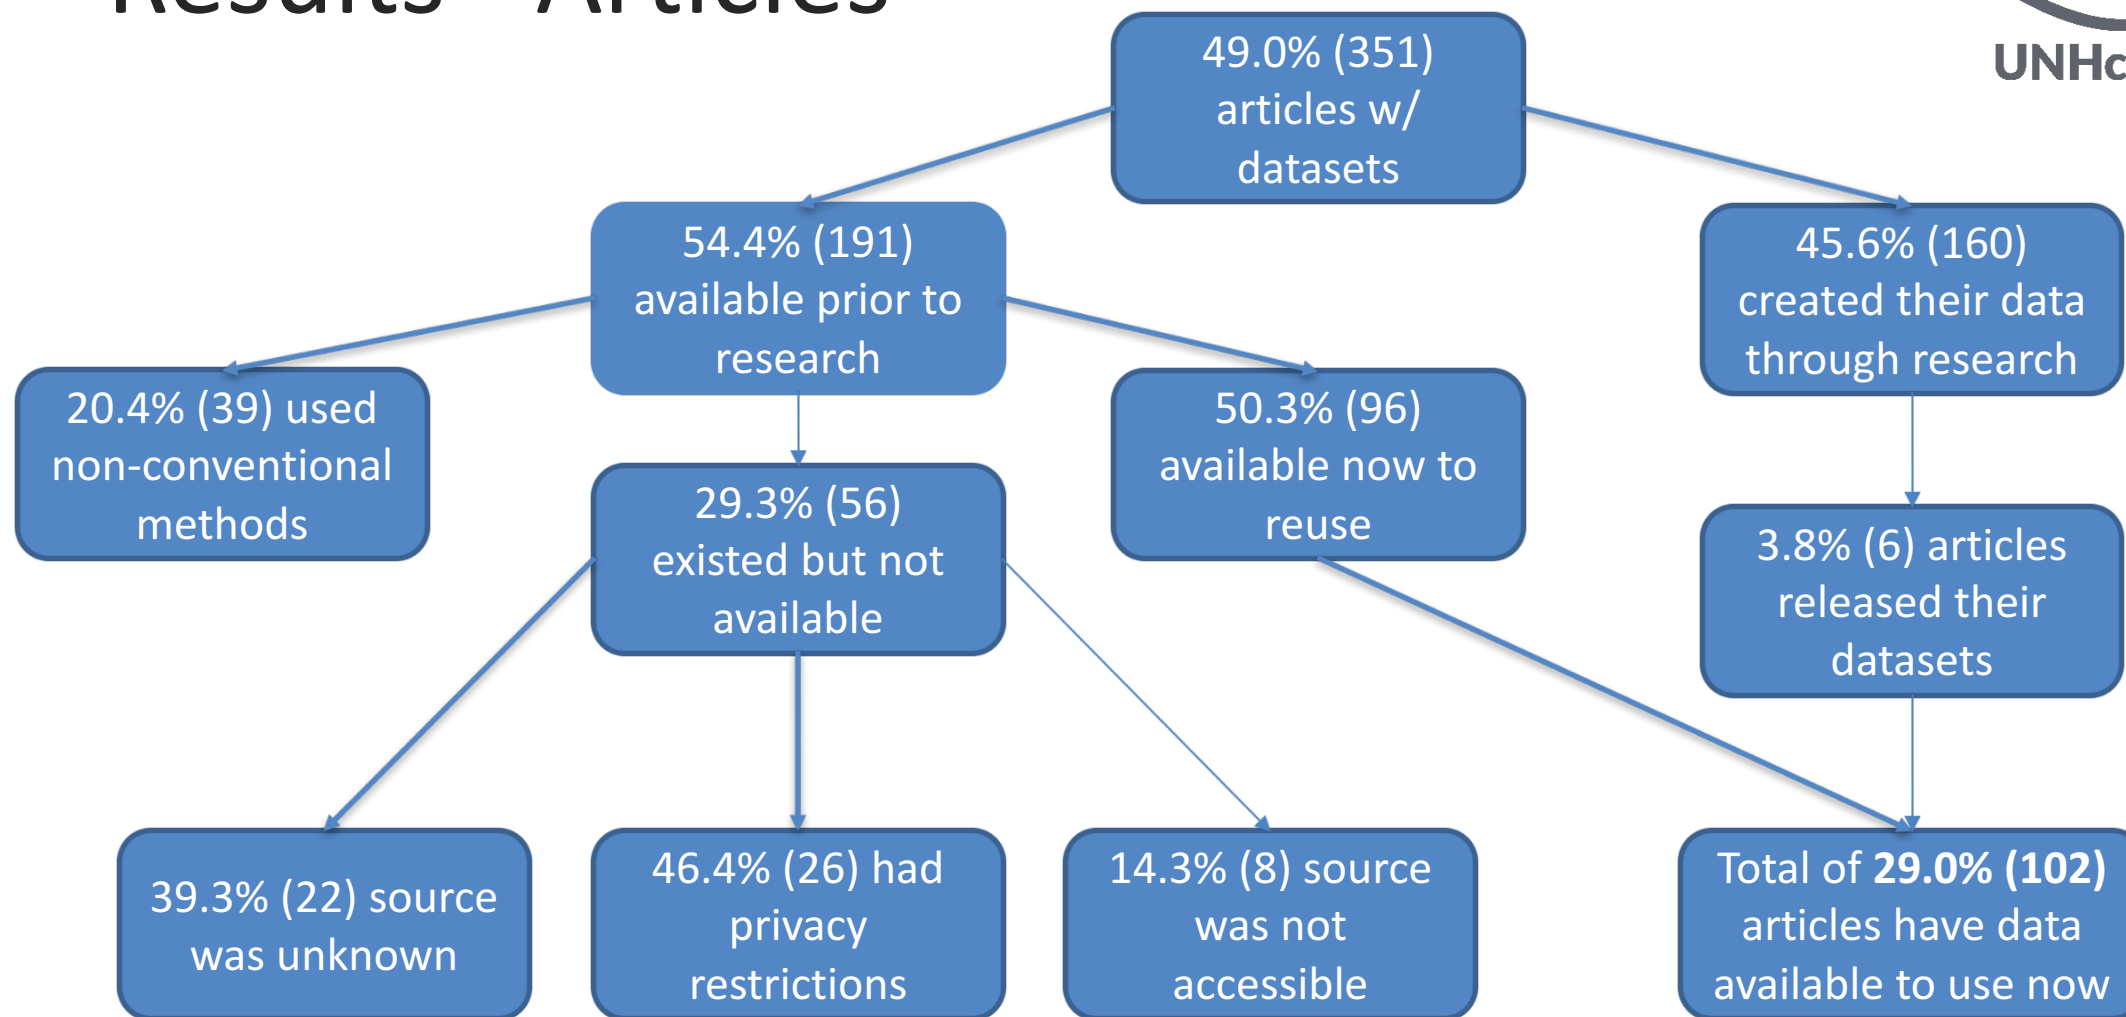 Results - Articles
UNHc
49.0% (351)
articles w/
datasets
54.4% (191)
available prior to
research
45.6% (160)
created their data
through research
20.4% (39) used
non-conventional
methods
29.3% (56)
existed but not
available
50.3% (96)
available now to
reuse
3.8% (6) articles
released their
datasets
39.3% (22) source
was unknown
46.4% (26) had
privacy
restrictions
14.3% (8) source
was not
accessible
Total of 29.0% (102)
articles have data
available to use now